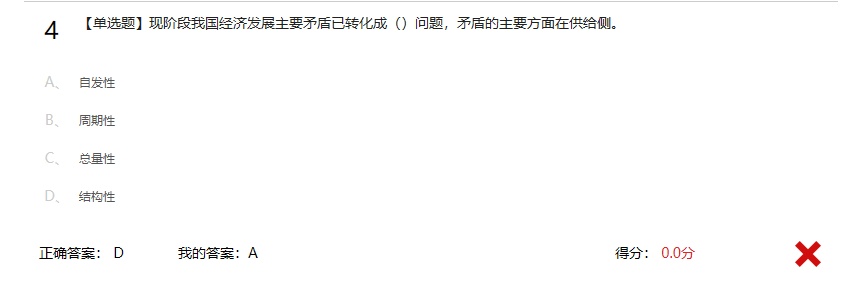 4 【单选题】现阶段我国经济发展主要矛盾已转化成（）问题，矛盾的主要方面在供给侧。
A、 自发性
B、 周期性
C、 总量性
D、 结构性
正确答案： D 我的答案：A 得分： 0.0分